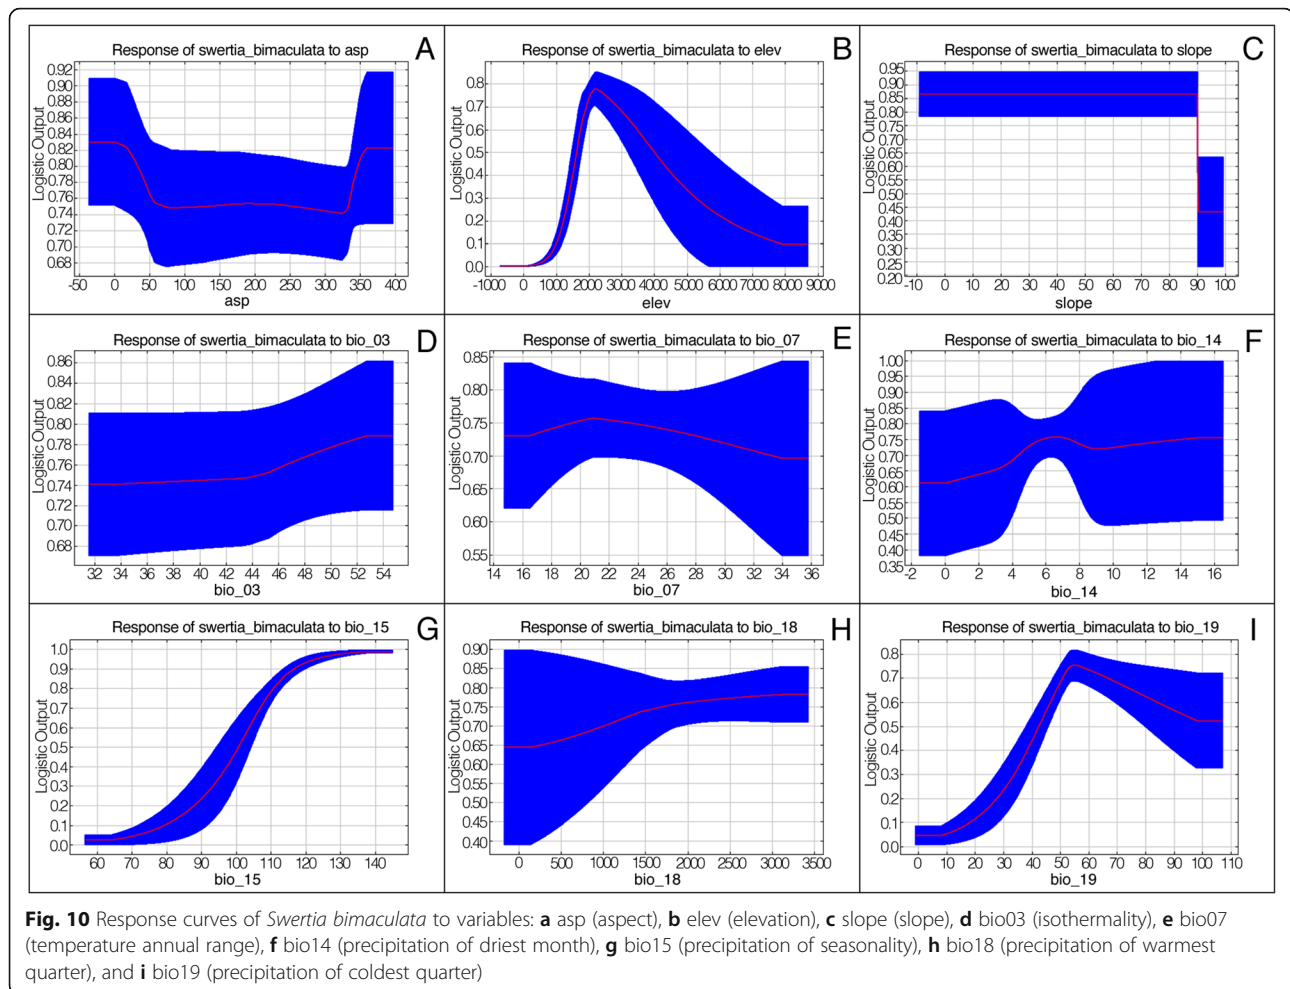 Response of swertia_bimaculata to asp A
Logistic Output
0.92
0.90
0.88
0.86
0.84
0.82
0.80
0.78
0.76
0.74
0.72
0.70
0.68
-50 0 50 100 150 200 250 300 350 400
asp
Response of swertia_bimaculata to elev B
Logistic Output
0.8
0.7
0.6
0.5
0.4
0.3
0.2
0.1
0.0
-1000 0 1000 2000 3000 4000 5000 6000 7000 8000 9000
elev
Response of swertia_bimaculata to slope C
Logistic Output
0.95
0.90
0.85
0.80
0.75
0.70
0.65
0.60
0.55
0.50
0.45
0.40
0.35
0.30
0.25
0.20
-10 0 10 20 30 40 50 60 70 80 90 100
slope
Response of swertia_bimaculata to bio_03 D
Logistic Output
0.86
0.84
0.82
0.80
0.78
0.76
0.74
0.72
0.70
0.68
32 34 36 38 40 42 44 46 48 50 52 54
bio_03
Response of swertia_bimaculata to bio_07 E
Logistic Output
0.85
0.80
0.75
0.70
0.65
0.60
0.55
14 16 18 20 22 24 26 28 30 32 34 36
bio_07
Response of swertia_bimaculata to bio_14 F
Logistic Output
1.00
0.95
0.90
0.85
0.80
0.75
0.70
0.65
0.60
0.55
0.50
0.45
0.40
0.35
-2 0 2 4 6 8 10 12 14 16
bio_14
Response of swertia_bimaculata to bio_15 G
Logistic Output
1.0
0.9
0.8
0.7
0.6
0.5
0.4
0.3
0.2
0.1
0.0
60 70 80 90 100 110 120 130 140
bio_15
Response of swertia_bimaculata to bio_18 H
Logistic Output
0.90
0.85
0.80
0.75
0.70
0.65
0.60
0.55
0.50
0.45
0.40
0 500 1000 1500 2000 2500 3000 3500
bio_18
Response of swertia_bimaculata to bio_19 I
Logistic Output
0.8
0.7
0.6
0.5
0.4
0.3
0.2
0.1
0.0
0 10 20 30 40 50 60 70 80 90 100 110
bio_19
Fig. 10 Response curves of Swertia bimaculata to variables: a asp (aspect), b elev (elevation), c slope (slope), d bio03 (isothermality), e bio07
(temperature annual range), f bio14 (precipitation of driest month), g bio15 (precipitation of seasonality), h bio18 (precipitation of warmest
quarter), and i bio19 (precipitation of coldest quarter)